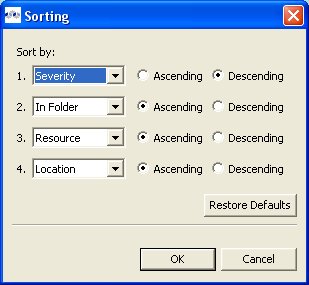 Sorting
Sort by:
1. Severity Ascending Descending
2. In Folder Ascending Descending
3. Resource Ascending Descending
4. Location Ascending Descending
Restore Defaults
OK Cancel